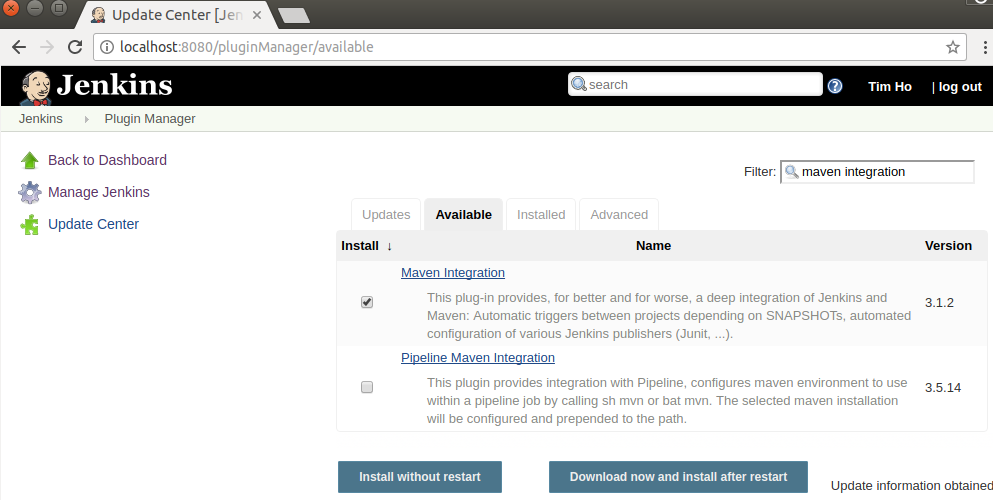 Update Center [Jen
localhost:8080/pluginManager/available
Jenkins
search
Tim Ho
| log out
Jenkins
Plugin Manager
Back to Dashboard
Manage Jenkins
Update Center
Filter:
maven integration
Updates
Available
Installed
Advanced
Install ↓
Name
Version
Maven Integration
This plug-in provides, for better and for worse, a deep integration of Jenkins and
Maven: Automatic triggers between projects depending on SNAPSHOTs, automated
configuration of various Jenkins publishers (Junit, ...).
3.1.2
Pipeline Maven Integration
This plugin provides integration with Pipeline, configures maven environment to use
within a pipeline job by calling sh mvn or bat mvn. The selected maven installation
will be configured and prepended to the path.
3.5.14
Install without restart
Download now and install after restart
Update information obtained